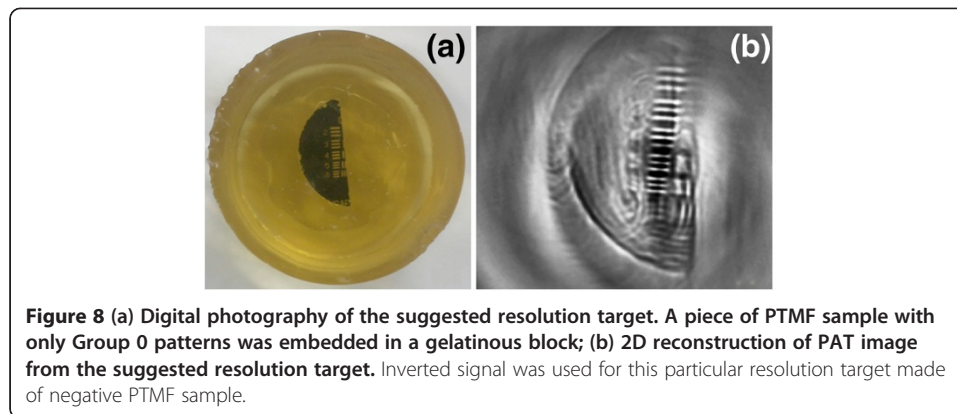 (a)
(b)
Figure 8 (a) Digital photography of the suggested resolution target. A piece of PTMF sample with
only Group 0 patterns was embedded in a gelatinous block; (b) 2D reconstruction of PAT image
from the suggested resolution target. Inverted signal was used for this particular resolution target made
of negative PTMF sample.